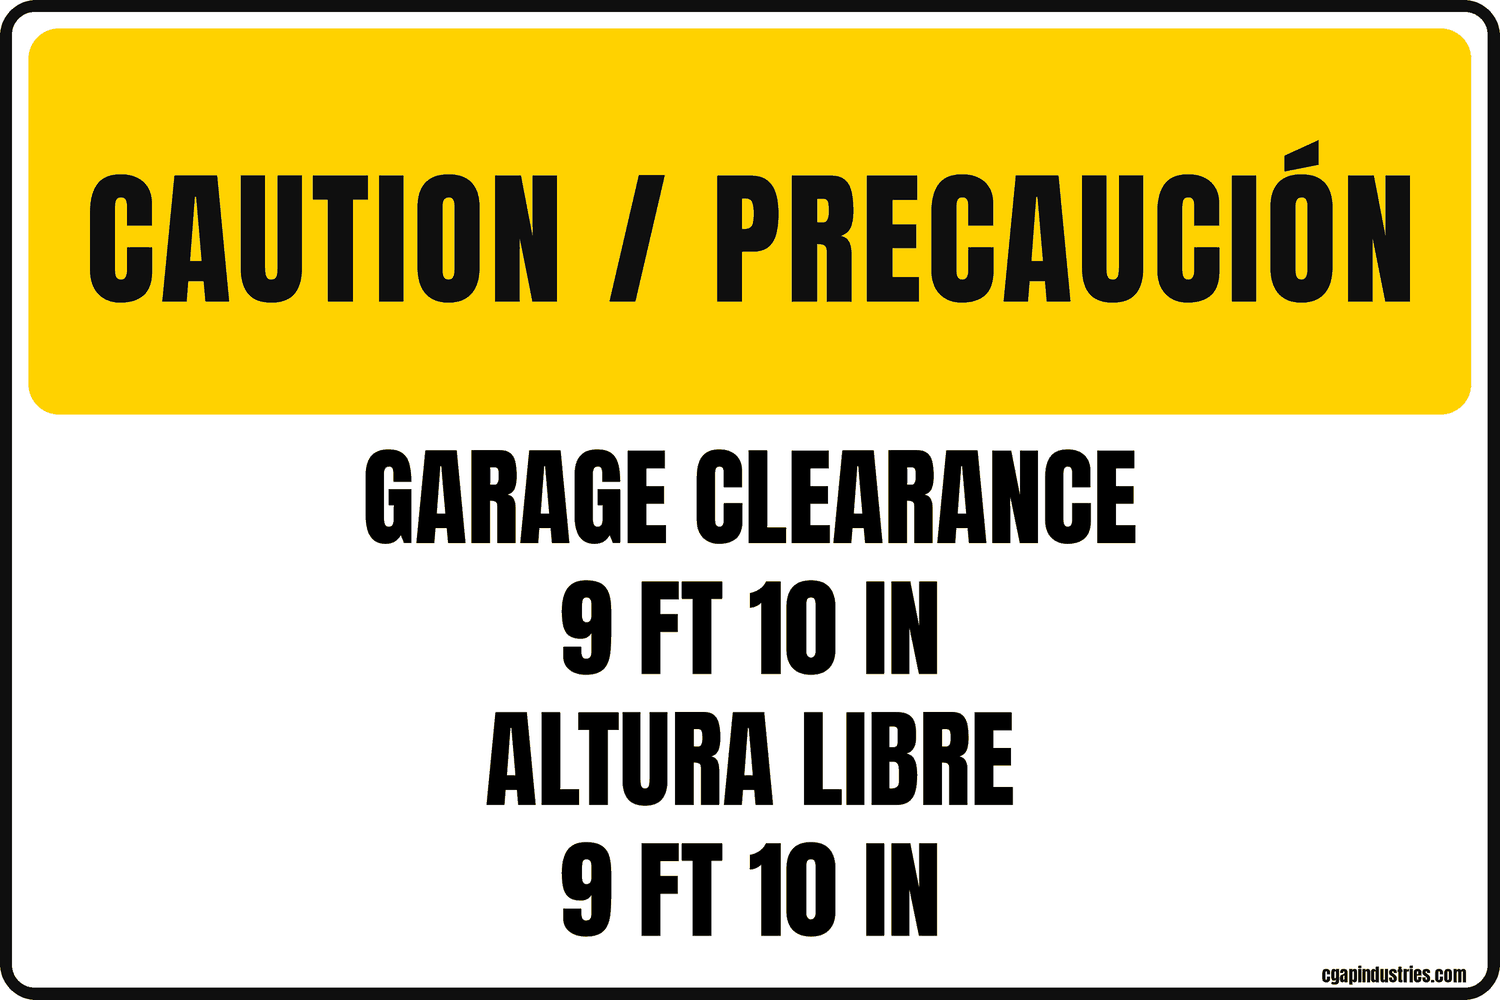 CAUTION / PRECAUCIÓN
GARAGE CLEARANCE
9 FT 10 IN
ALTURA LIBRE
9 FT 10 IN
cgapindustries.com